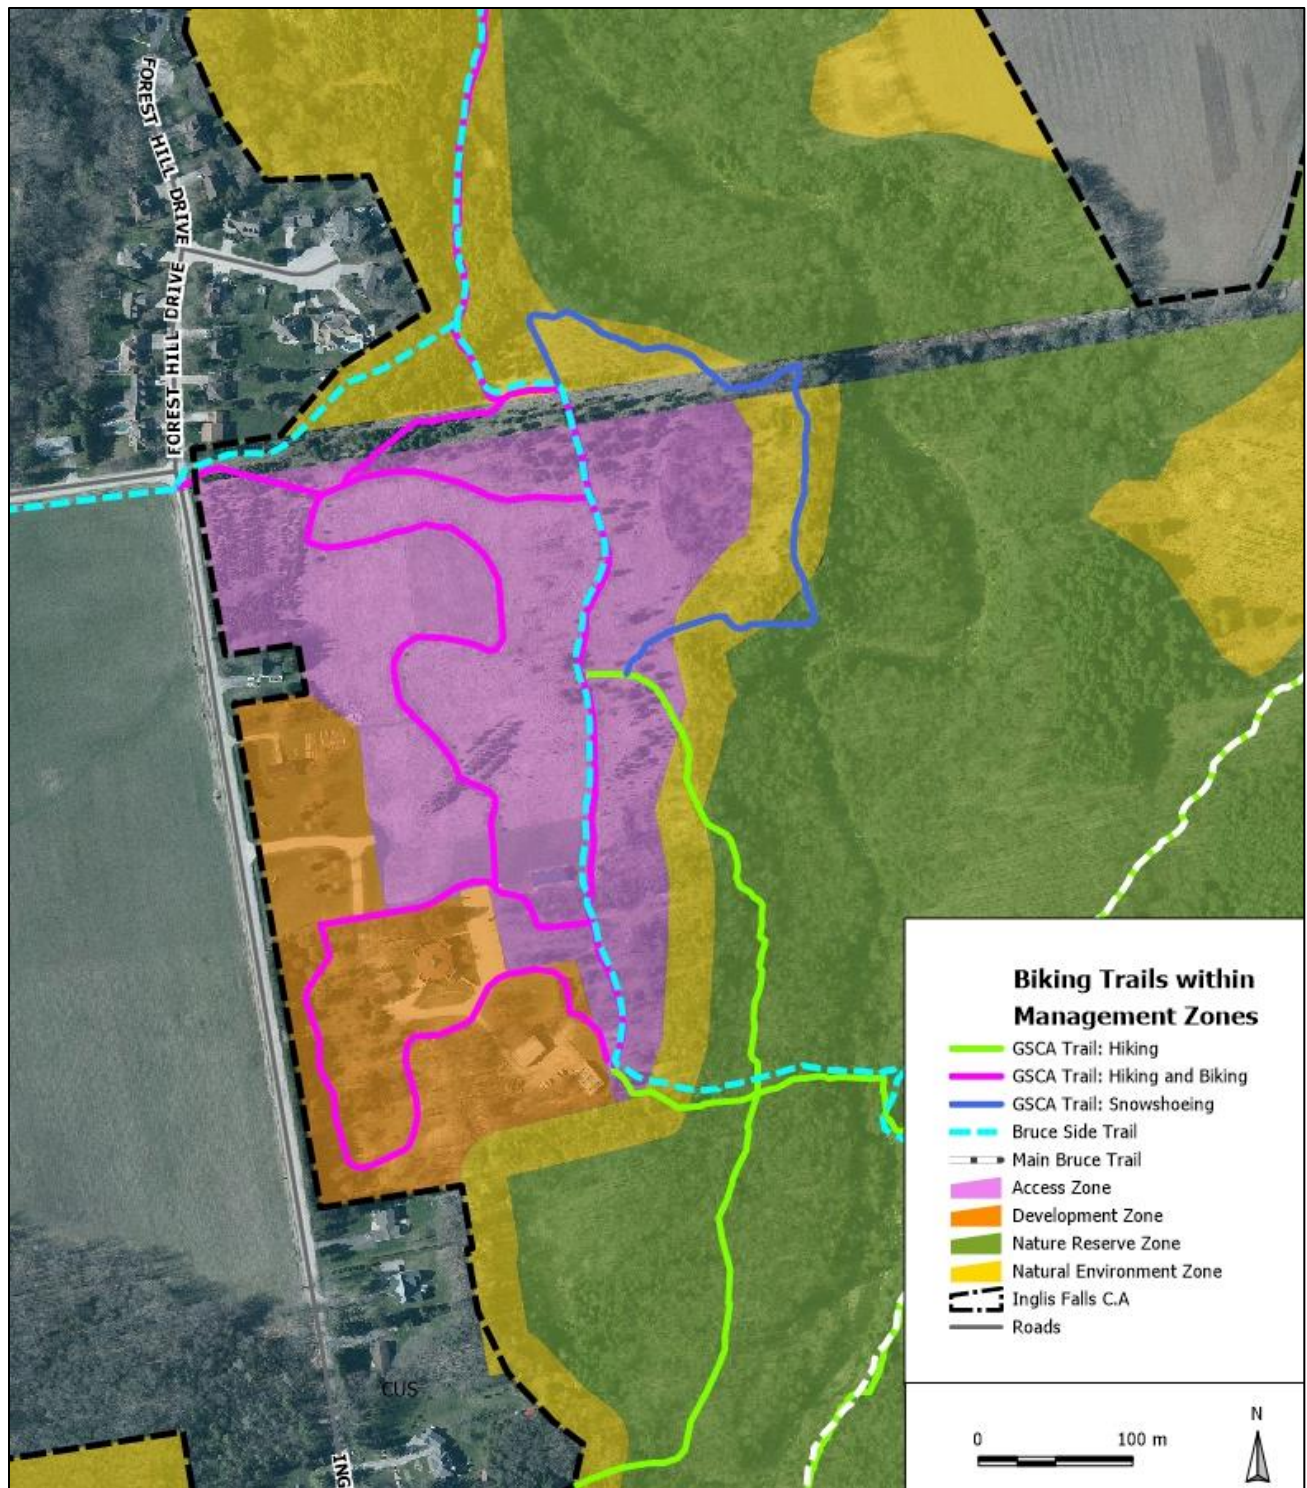 FOREST HILL DRIVE
FOREST HILL DRIVE
Biking Trails within
Management Zones
GSCA Trail: Hiking
GSCA Trail: Hiking and Biking
GSCA Trail: Snowshoeing
Bruce Side Trail
Main Bruce Trail
Access Zone
Development Zone
Nature Reserve Zone
Natural Environment Zone
Inglis Falls C.A
Roads
CUS
N
0 100 m
ING